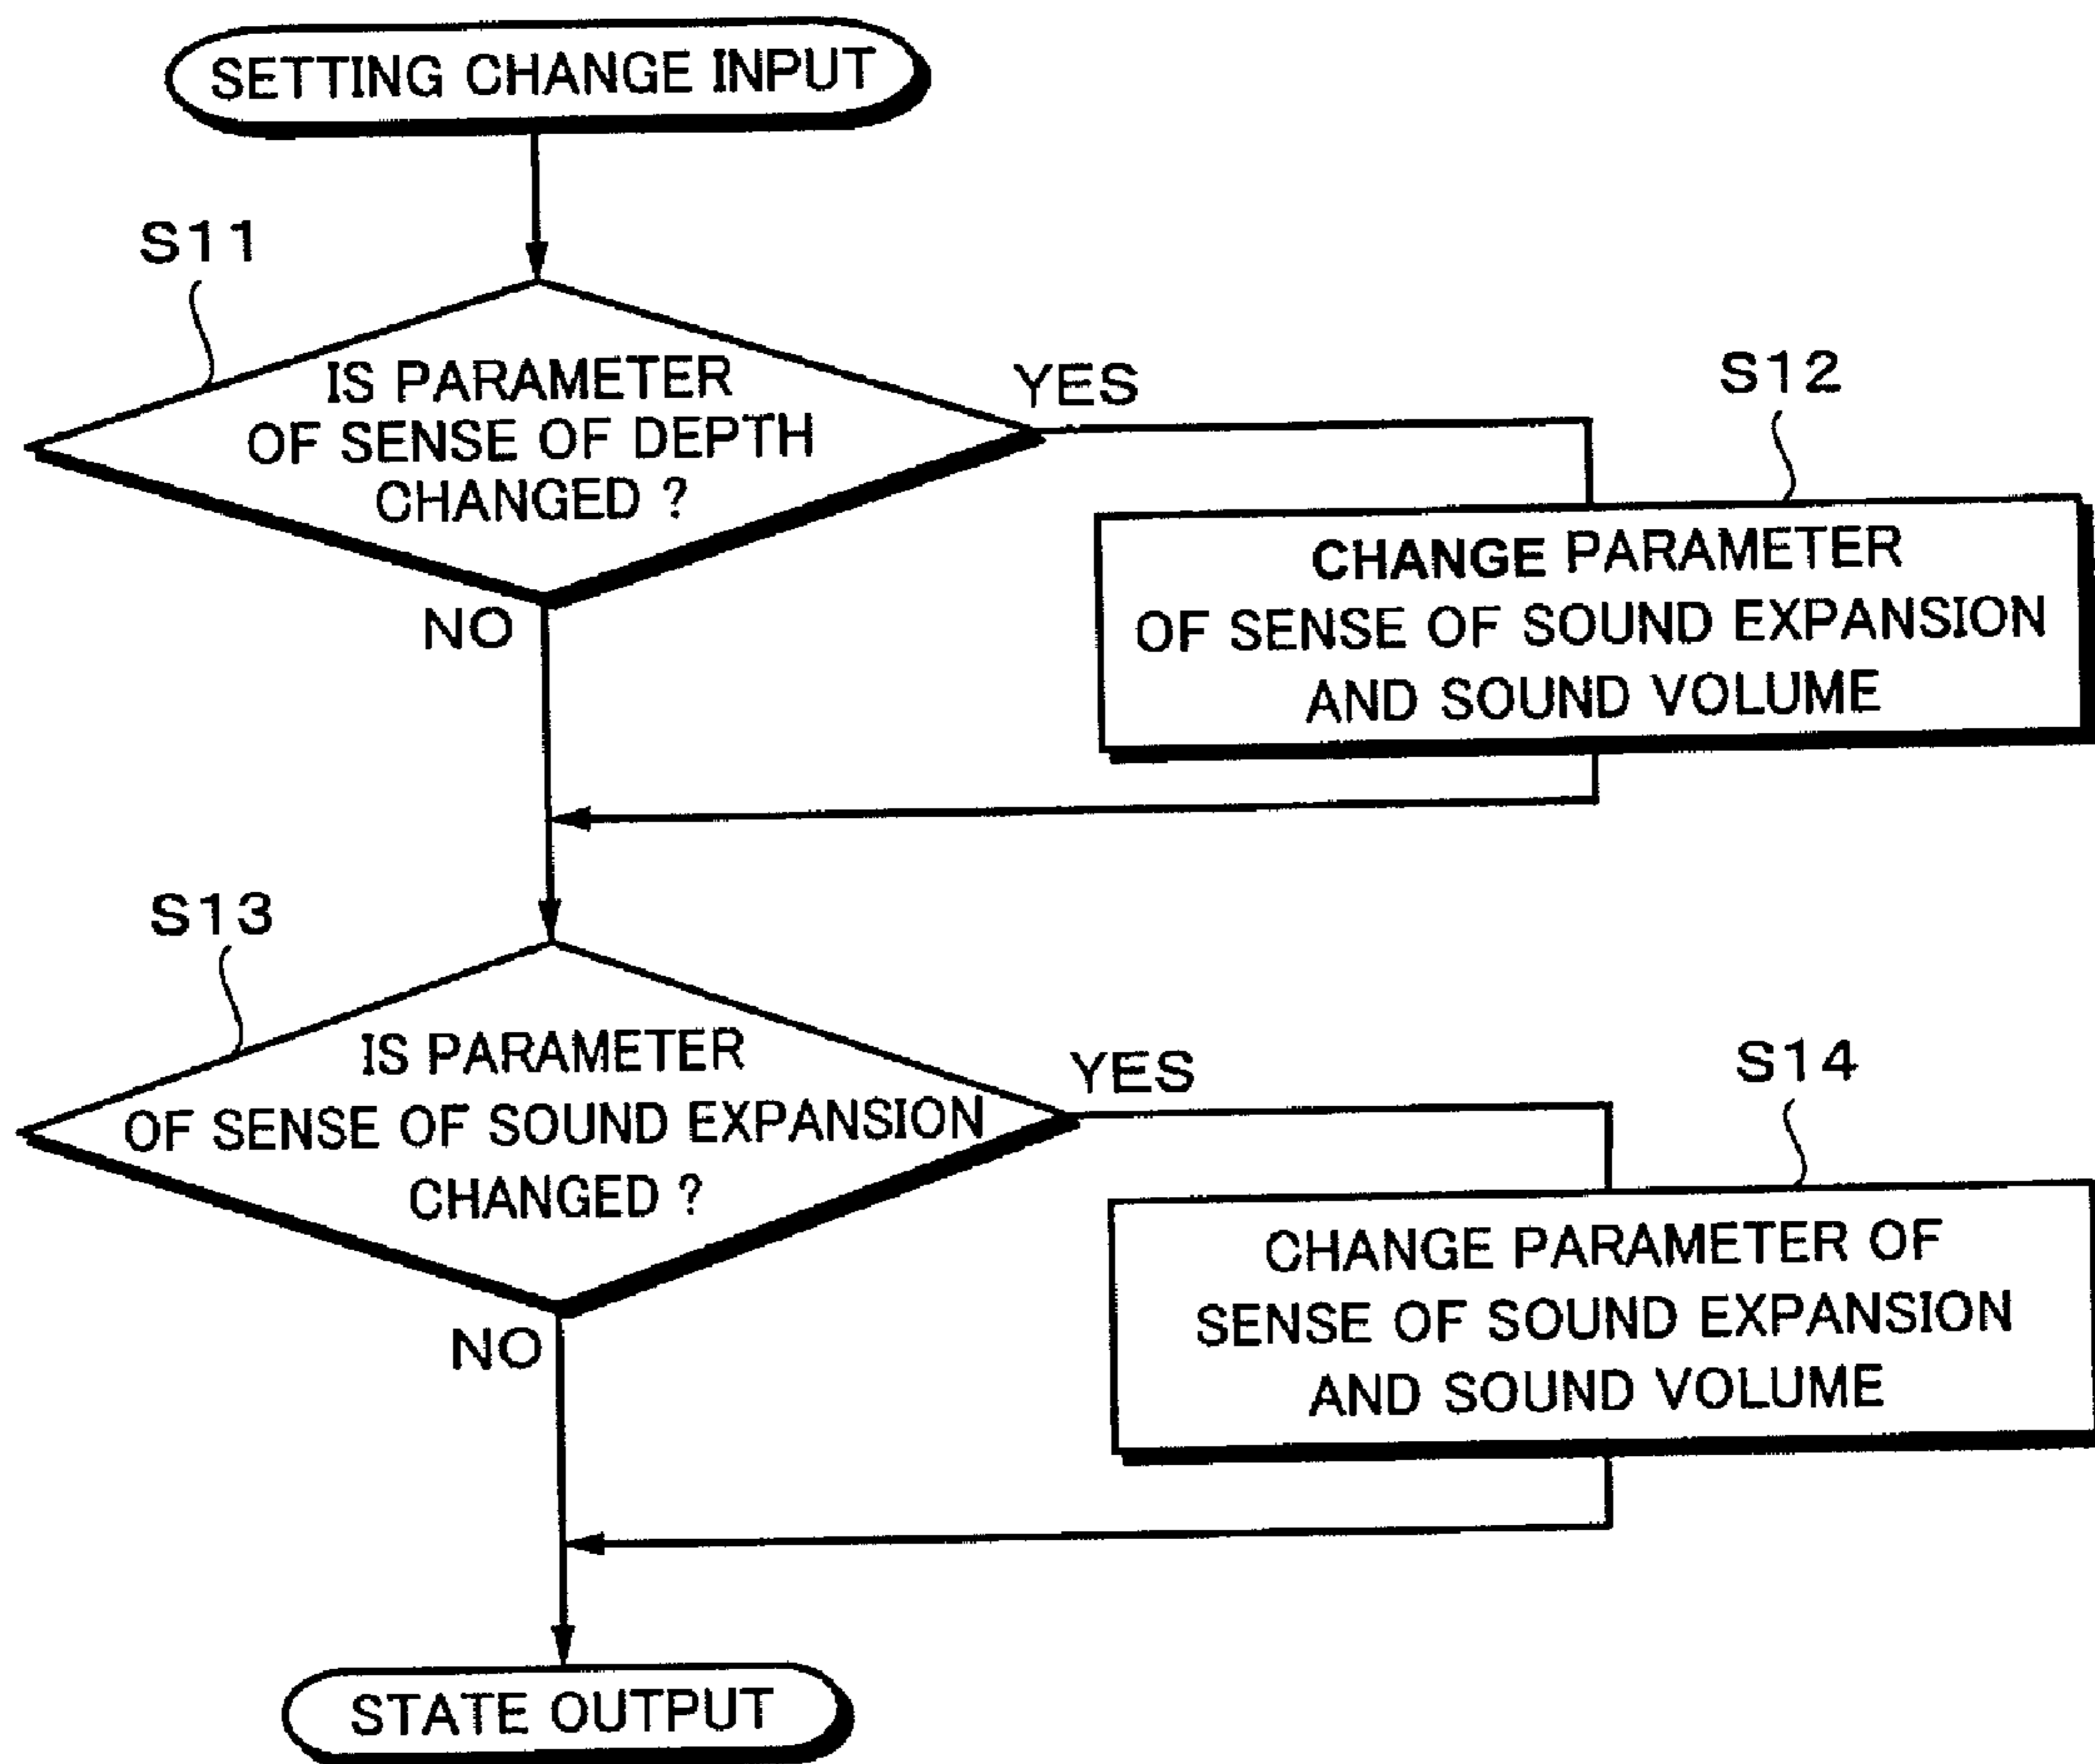 SETTING CHANGE INPUT
S11
IS PARAMETER
OF SENSE OF DEPTH
CHANGED ?
YES
NO
S12
CHANGE PARAMETER
OF SENSE OF SOUND EXPANSION
AND SOUND VOLUME
S13
IS PARAMETER
OF SENSE OF SOUND EXPANSION
CHANGED ?
YES
NO
S14
CHANGE PARAMETER OF
SENSE OF SOUND EXPANSION
AND SOUND VOLUME
STATE OUTPUT